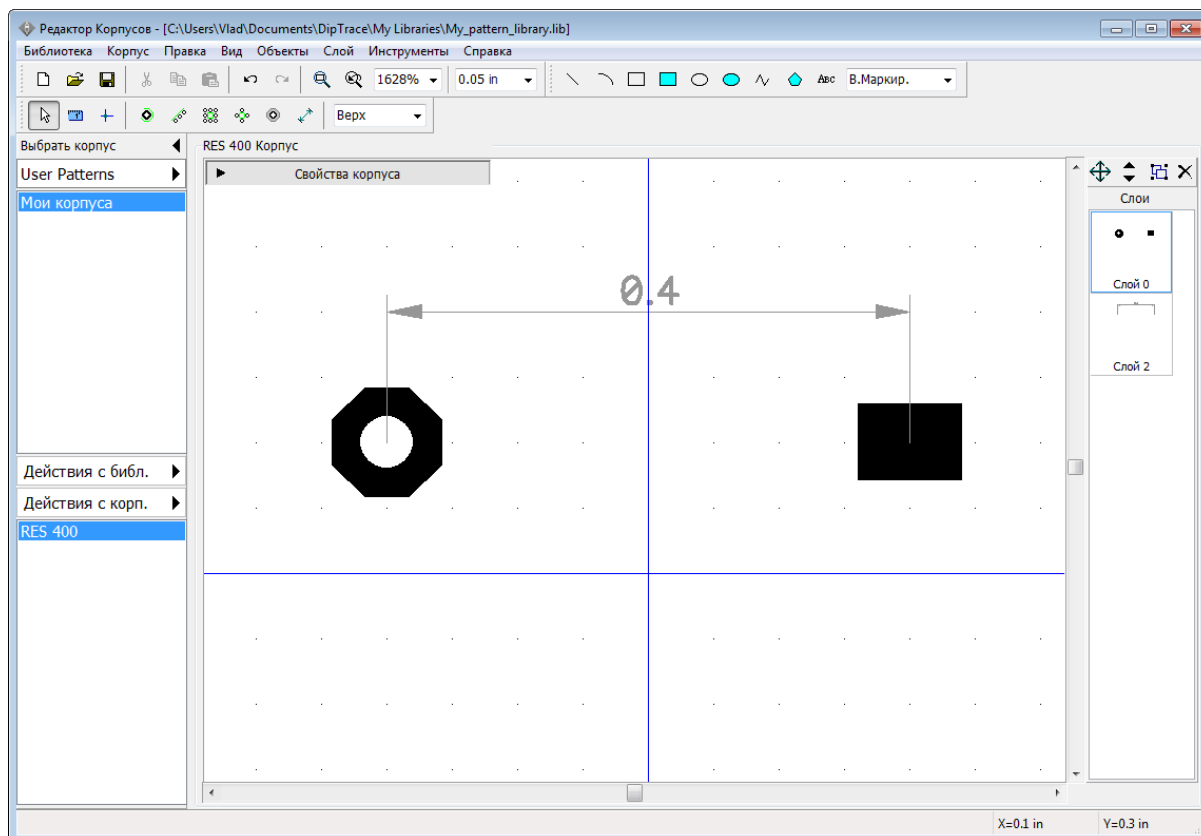 Редактор Корпусов - [C:\Users\Vlad\Documents\DipTrace\My Libraries\My_pattern_library.lib]
Библиотека Корпус Правка Вид Объекты Слой Инструменты Справка
1628% 0.05 in Abc В.Маркир.
Верх
Выбрать корпус
RES 400 Корпус
User Patterns
Свойства корпуса
Мои корпуса
Слои
Слой 0
0.4
Слой 2
Действия с библ.
Действия с корп.
RES 400
X=0.1 in Y=0.3 in